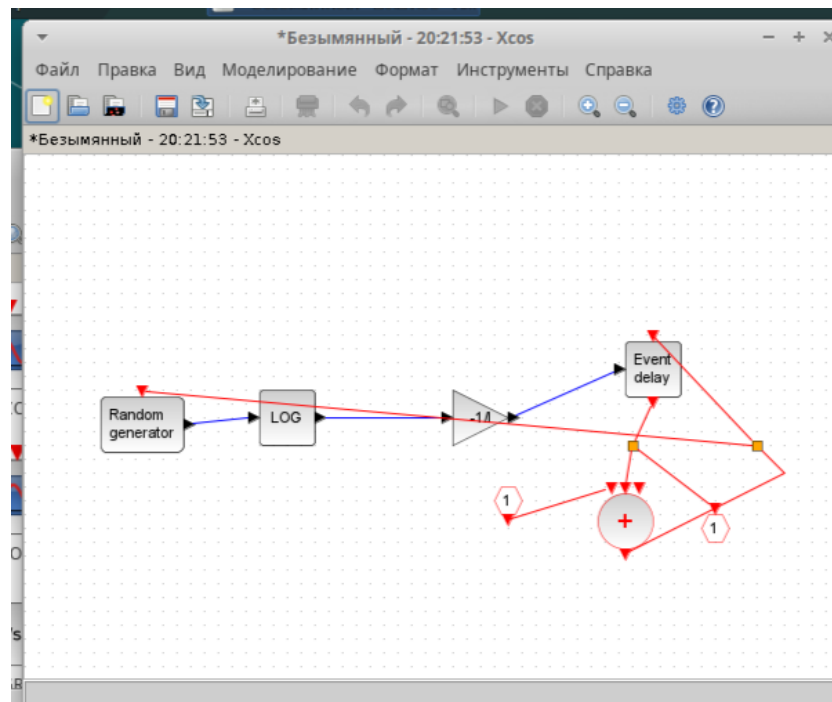 *Безымянный - 20:21:53 - Xcos
Файл Правка Вид Моделирование Формат Инструменты Справка
*Безымянный - 20:21:53 - Xcos
Event
delay
Random
generator
LOG
1
+
1